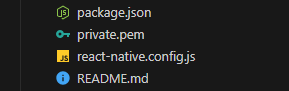 package.json
private.pem
react-native.config.js
README.md